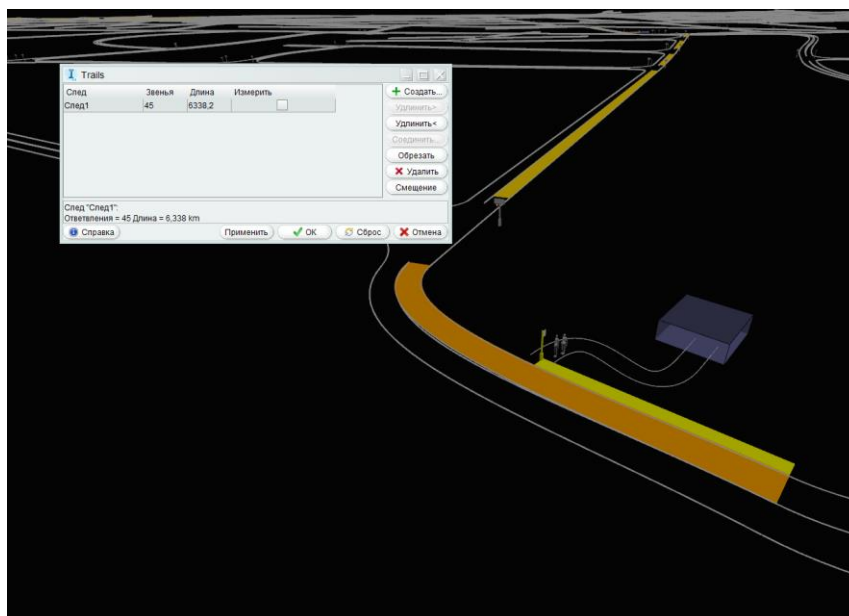 Trails
След Звенья Длина Измерить
След1 45 6338,2
Создать...
Удлинить>
Удлинить<
Соединить...
Обрезать
Удалить
Смещение
След "След1":
Ответвления = 45 Длина = 6,338 km
Справка Применить OK Сброс Отмена